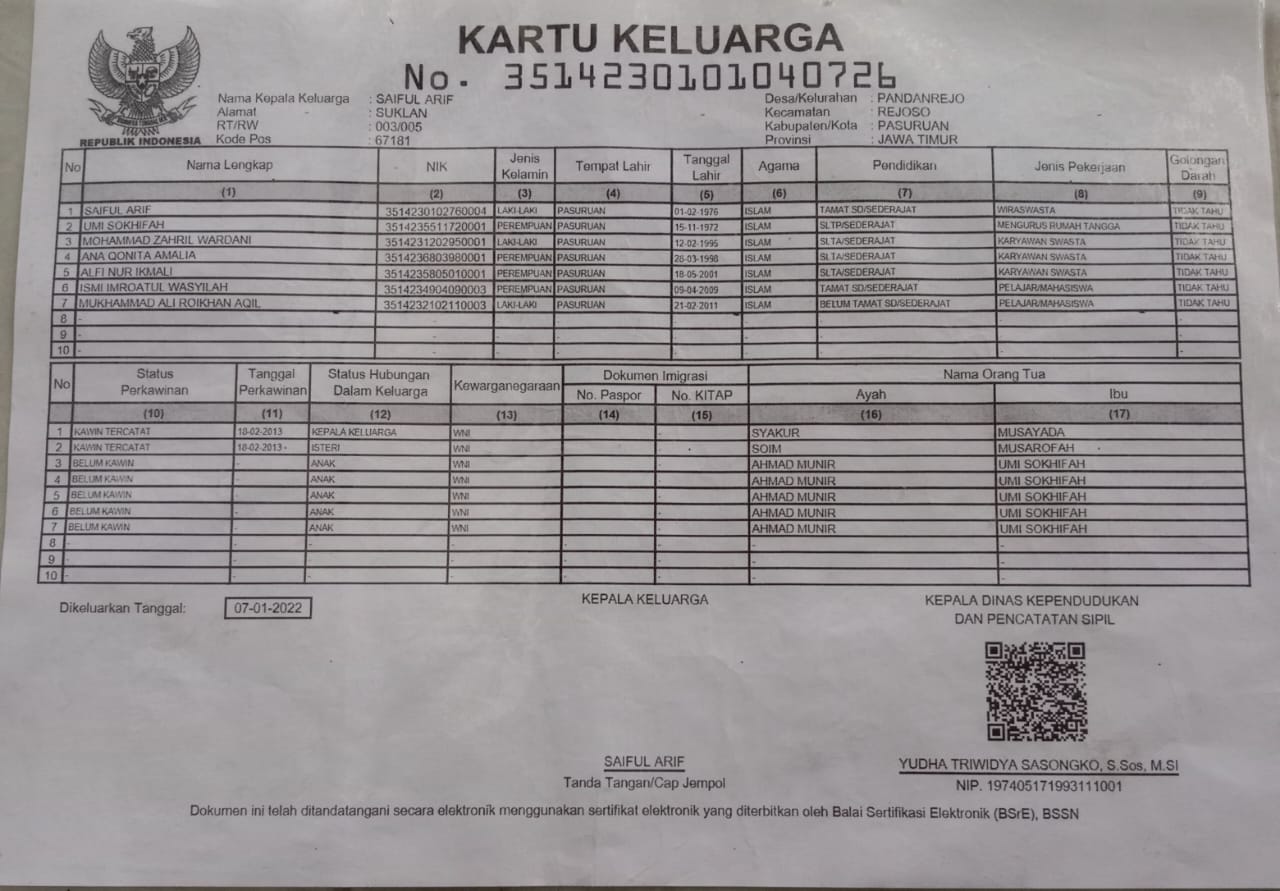 KARTU KELUARGA
No. 3514230101040726
REPUBLIK INDONESIA
Nama Kepala Keluarga : SAIFUL ARIF
Alamat : SUKLAN
RT/RW : 003/005
Kode Pos : 67181
Desa/Kelurahan : PANDANREJO
Kecamatan : REJOSO
Kabupaten/Kota : PASURUAN
Provinsi : JAWA TIMUR
No Nama Lengkap NIK Jenis Kelamin Tempat Lahir Tanggal Lahir Agama Pendidikan Jenis Pekerjaan Golongan Darah
(1) (2) (3) (4) (5) (6) (7) (8) (9)
1 SAIFUL ARIF 3514230102760004 LAKI-LAKI PASURUAN 01-02-1976 ISLAM TAMAT SD/SEDERAJAT WIRASWASTA TIDAK TAHU
2 UMI SOKHIFAH 3514235511720001 PEREMPUAN PASURUAN 15-11-1972 ISLAM SLTP/SEDERAJAT MENGURUS RUMAH TANGGA TIDAK TAHU
3 MOHAMMAD ZAHRIL WARDANI 3514231202950001 LAKI-LAKI PASURUAN 12-02-1995 ISLAM SLTA/SEDERAJAT KARYAWAN SWASTA TIDAK TAHU
4 ANA QONITA AMALIA 3514236803980001 PEREMPUAN PASURUAN 28-03-1998 ISLAM SLTA/SEDERAJAT KARYAWAN SWASTA TIDAK TAHU
5 ALFI NUR IKMALI 3514235805010001 PEREMPUAN PASURUAN 18-05-2001 ISLAM SLTA/SEDERAJAT KARYAWAN SWASTA TIDAK TAHU
6 ISMI IMROATUL WASYILAH 3514234904090003 PEREMPUAN PASURUAN 09-04-2009 ISLAM TAMAT SD/SEDERAJAT PELAJAR/MAHASISWA TIDAK TAHU
7 MUKHAMMAD ALI ROIKHAN AQIL 3514232102110003 LAKI-LAKI PASURUAN 21-02-2011 ISLAM BELUM TAMAT SD/SEDERAJAT PELAJAR/MAHASISWA TIDAK TAHU
8 - - - - - - - - -
9 - - - - - - - - -
10 - - - - - - - - -
No Status Perkawinan Tanggal Perkawinan Status Hubungan Dalam Keluarga Kewarganegaraan Dokumen Imigrasi Nama Orang Tua
No. Paspor No. KITAP Ayah Ibu
(10) (11) (12) (13) (14) (15) (16) (17)
1 KAWIN TERCATAT 18-02-2013 KEPALA KELUARGA WNI - - SYAKUR MUSAYADA
2 KAWIN TERCATAT 18-02-2013 ISTERI WNI - - SOIM MUSAROFAH
3 BELUM KAWIN - ANAK WNI - - AHMAD MUNIR UMI SOKHIFAH
4 BELUM KAWIN - ANAK WNI - - AHMAD MUNIR UMI SOKHIFAH
5 BELUM KAWIN - ANAK WNI - - AHMAD MUNIR UMI SOKHIFAH
6 BELUM KAWIN - ANAK WNI - - AHMAD MUNIR UMI SOKHIFAH
7 BELUM KAWIN - ANAK WNI - - AHMAD MUNIR UMI SOKHIFAH
8 - - - - - - - -
9 - - - - - - - -
10 - - - - - - - -
Dikeluarkan Tanggal: 07-01-2022
KEPALA KELUARGA
SAIFUL ARIF
Tanda Tangan/Cap Jempol
KEPALA DINAS KEPENDUDUKAN
DAN PENCATATAN SIPIL
YUDHA TRIWIDYA SASONGKO, S.Sos, M.SI
NIP. 197405171993111001
Dokumen ini telah ditandatangani secara elektronik menggunakan sertifikat elektronik yang diterbitkan oleh Balai Sertifikasi Elektronik (BSrE), BSSN